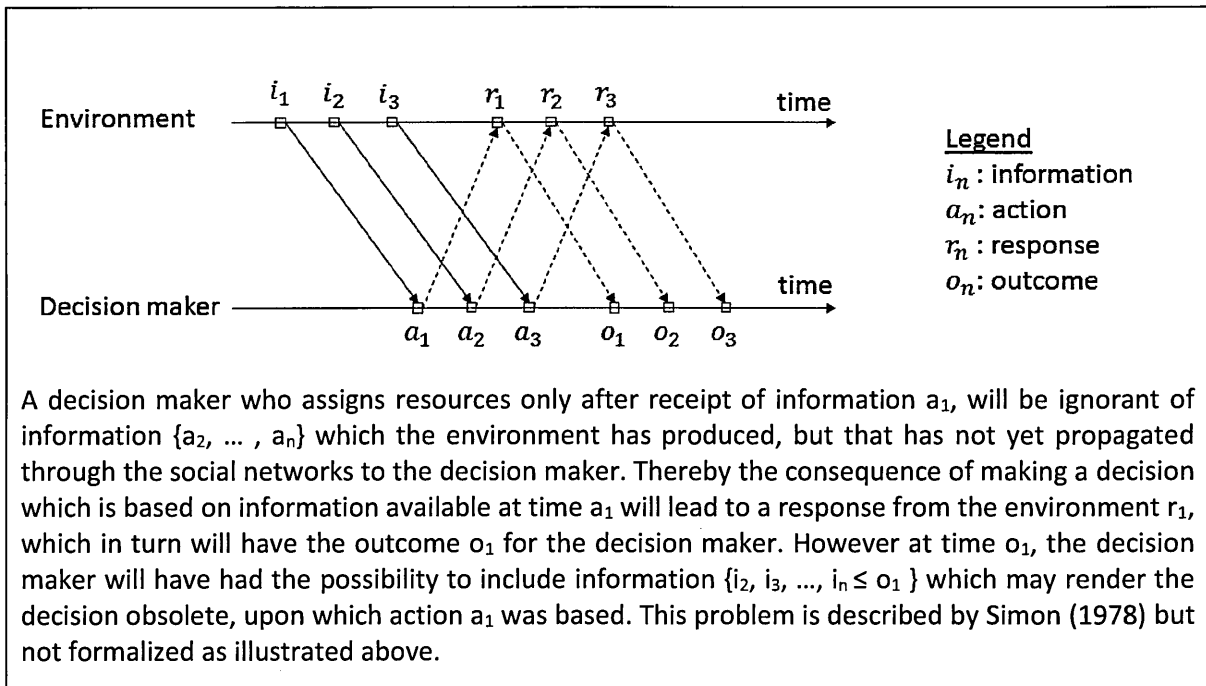 i₁ i₂ i₃ r₁ r₂ r₃ time
Environment
Legend
iₙ : information
aₙ: action
rₙ : response
oₙ: outcome
time
Decision maker
a₁ a₂ a₃ o₁ o₂ o₃
A decision maker who assigns resources only after receipt of information a₁, will be ignorant of
information {a₂, ... , aₙ} which the environment has produced, but that has not yet propagated
through the social networks to the decision maker. Thereby the consequence of making a decision
which is based on information available at time a₁ will lead to a response from the environment r₁,
which in turn will have the outcome o₁ for the decision maker. However at time o₁, the decision
maker will have had the possibility to include information {i₂, i₃, ..., iₙ ≤ o₁ } which may render the
decision obsolete, upon which action a₁ was based. This problem is described by Simon (1978) but
not formalized as illustrated above.